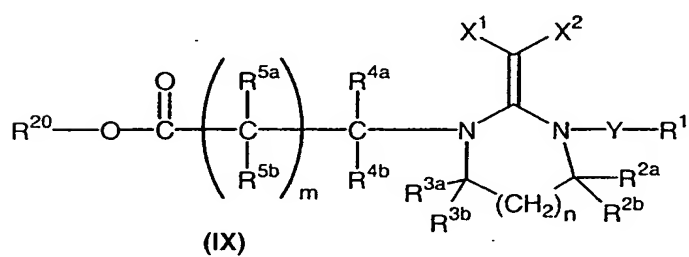 X¹ X²
O R⁵ᵃ R⁴ᵃ
R²⁰—O—C—(C)ₘ—C—N N—Y—R¹
R⁵ᵇ R⁴ᵇ R³ᵃ R²ᵃ
R³ᵇ (CH₂)ₙ R²ᵇ
(IX)